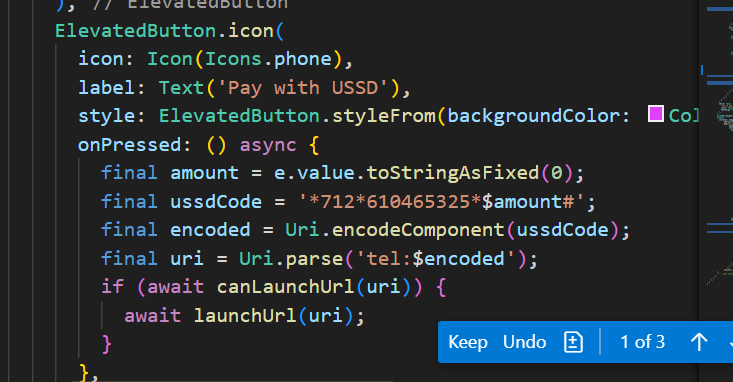 ), // ElevatedButton
ElevatedButton.icon(
icon: Icon(Icons.phone),
label: Text('Pay with USSD'),
style: ElevatedButton.styleFrom(backgroundColor: Col
onPressed: () async {
final amount = e.value.toStringAsFixed(0);
final ussdCode = '*712*610465325*$amount#';
final encoded = Uri.encodeComponent(ussdCode);
final uri = Uri.parse('tel:$encoded');
if (await canLaunchUrl(uri)) {
await launchUrl(uri);
}
Keep Undo 1 of 3
},